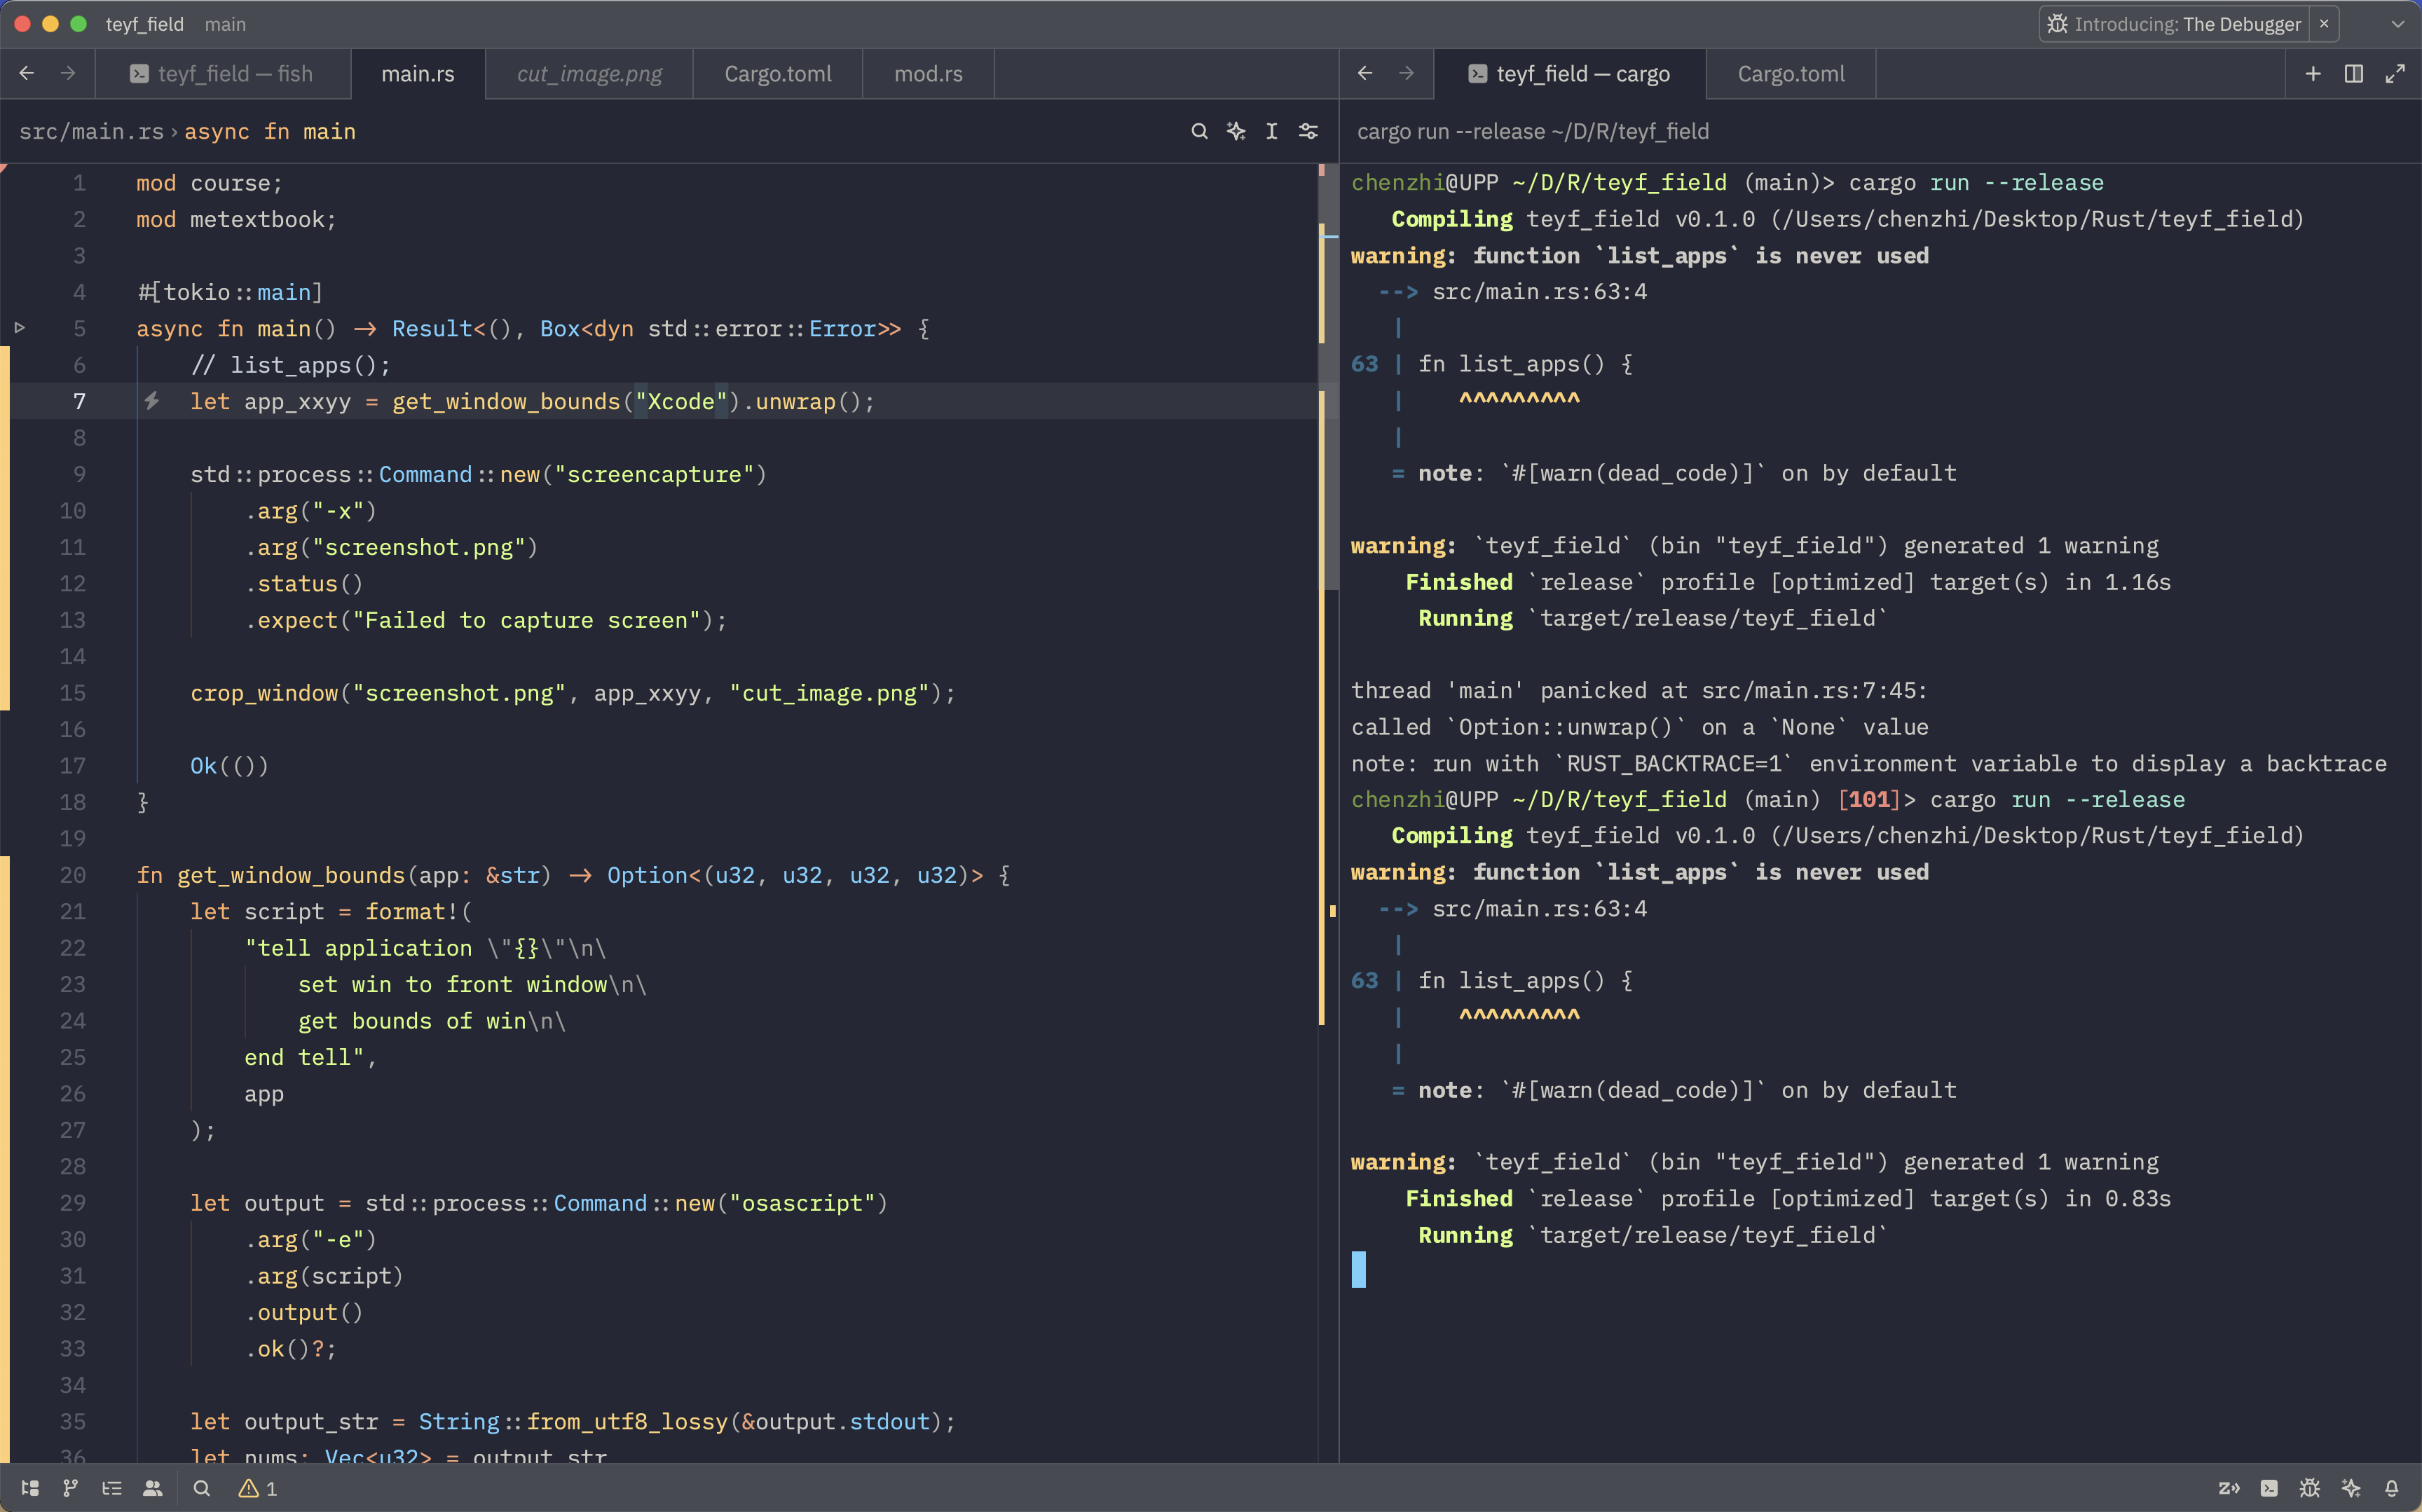 teyf_field main
Introducing: The Debugger ×
teyf_field — fish
main.rs
cut_image.png
Cargo.toml
mod.rs
src/main.rs › async fn main
1 mod course;
2 mod metextbook;
3
4 #[tokio::main]
5 async fn main() -> Result<(), Box<dyn std::error::Error>> {
6 // list_apps();
7 let app_xxyy = get_window_bounds("Xcode").unwrap();
8
9 std::process::Command::new("screencapture")
10 .arg("-x")
11 .arg("screenshot.png")
12 .status()
13 .expect("Failed to capture screen");
14
15 crop_window("screenshot.png", app_xxyy, "cut_image.png");
16
17 Ok(())
18 }
19
20 fn get_window_bounds(app: &str) -> Option<(u32, u32, u32, u32)> {
21 let script = format!(
22 "tell application \"{}\"\n\
23 set win to front window\n\
24 get bounds of win\n\
25 end tell",
26 app
27 );
28
29 let output = std::process::Command::new("osascript")
30 .arg("-e")
31 .arg(script)
32 .output()
33 .ok()?;
34
35 let output_str = String::from_utf8_lossy(&output.stdout);
36 let nums: Vec<u32> = output_str
1
teyf_field — cargo
Cargo.toml
cargo run --release ~/D/R/teyf_field
chenzhi@UPP ~/D/R/teyf_field (main)> cargo run --release
Compiling teyf_field v0.1.0 (/Users/chenzhi/Desktop/Rust/teyf_field)
warning: function `list_apps` is never used
--> src/main.rs:63:4
|
63 | fn list_apps() {
| ^^^^^^^^^
|
= note: `#[warn(dead_code)]` on by default
warning: `teyf_field` (bin "teyf_field") generated 1 warning
Finished `release` profile [optimized] target(s) in 1.16s
Running `target/release/teyf_field`
thread 'main' panicked at src/main.rs:7:45:
called `Option::unwrap()` on a `None` value
note: run with `RUST_BACKTRACE=1` environment variable to display a backtrace
chenzhi@UPP ~/D/R/teyf_field (main) [101]> cargo run --release
Compiling teyf_field v0.1.0 (/Users/chenzhi/Desktop/Rust/teyf_field)
warning: function `list_apps` is never used
--> src/main.rs:63:4
|
63 | fn list_apps() {
| ^^^^^^^^^
|
= note: `#[warn(dead_code)]` on by default
warning: `teyf_field` (bin "teyf_field") generated 1 warning
Finished `release` profile [optimized] target(s) in 0.83s
Running `target/release/teyf_field`